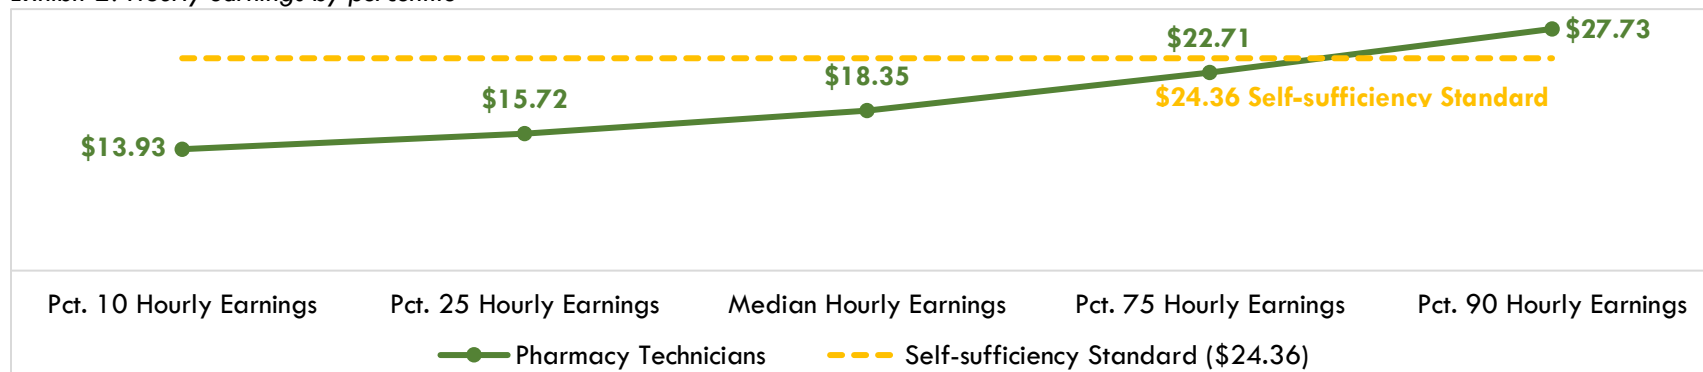 $27.73
$22.71
$18.35
$15.72
$24.36 Self-sufficiency Standard
$13.93
Pct. 10 Hourly Earnings Pct. 25 Hourly Earnings Median Hourly Earnings Pct. 75 Hourly Earnings Pct. 90 Hourly Earnings
Pharmacy Technicians Self-sufficiency Standard ($24.36)